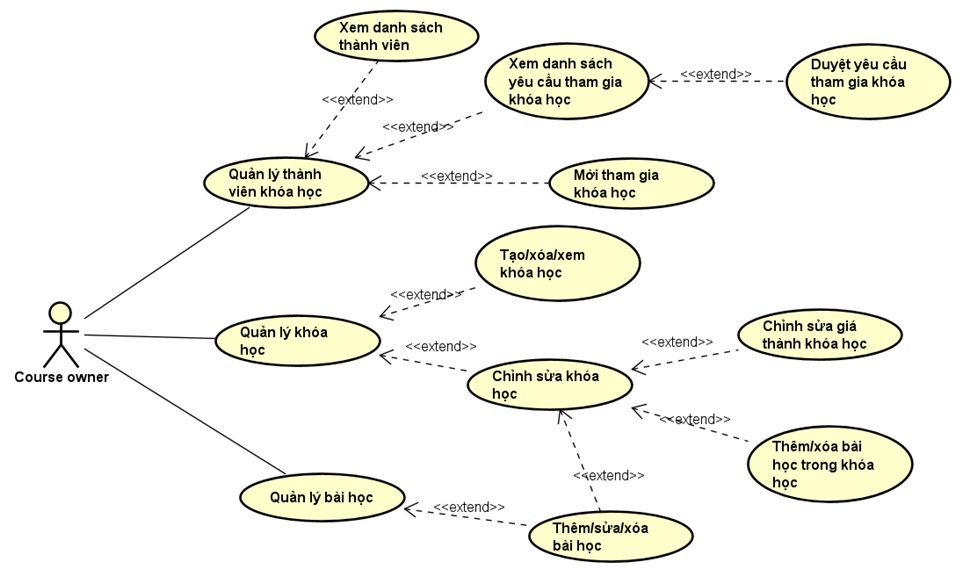 Xem danh sách
thành viên
<<extend>>
Xem danh sách
yêu cầu tham gia
khóa học
<<extend>>
Duyệt yêu cầu
tham gia khóa
học
<<extend>>
Quản lý thành
viên khóa học
<<extend>>
Mời tham gia
khóa học
Tạo/xóa/xem
khóa học
<<extend>>
Quản lý khóa
học
<<extend>>
Chỉnh sửa khóa
học
<<extend>>
Chỉnh sửa giá
thành khóa học
Course owner
<<extend>>
Thêm/xóa bài
học trong khóa
học
<<extend>>
Quản lý bài học
<<extend>>
Thêm/sửa/xóa
bài học